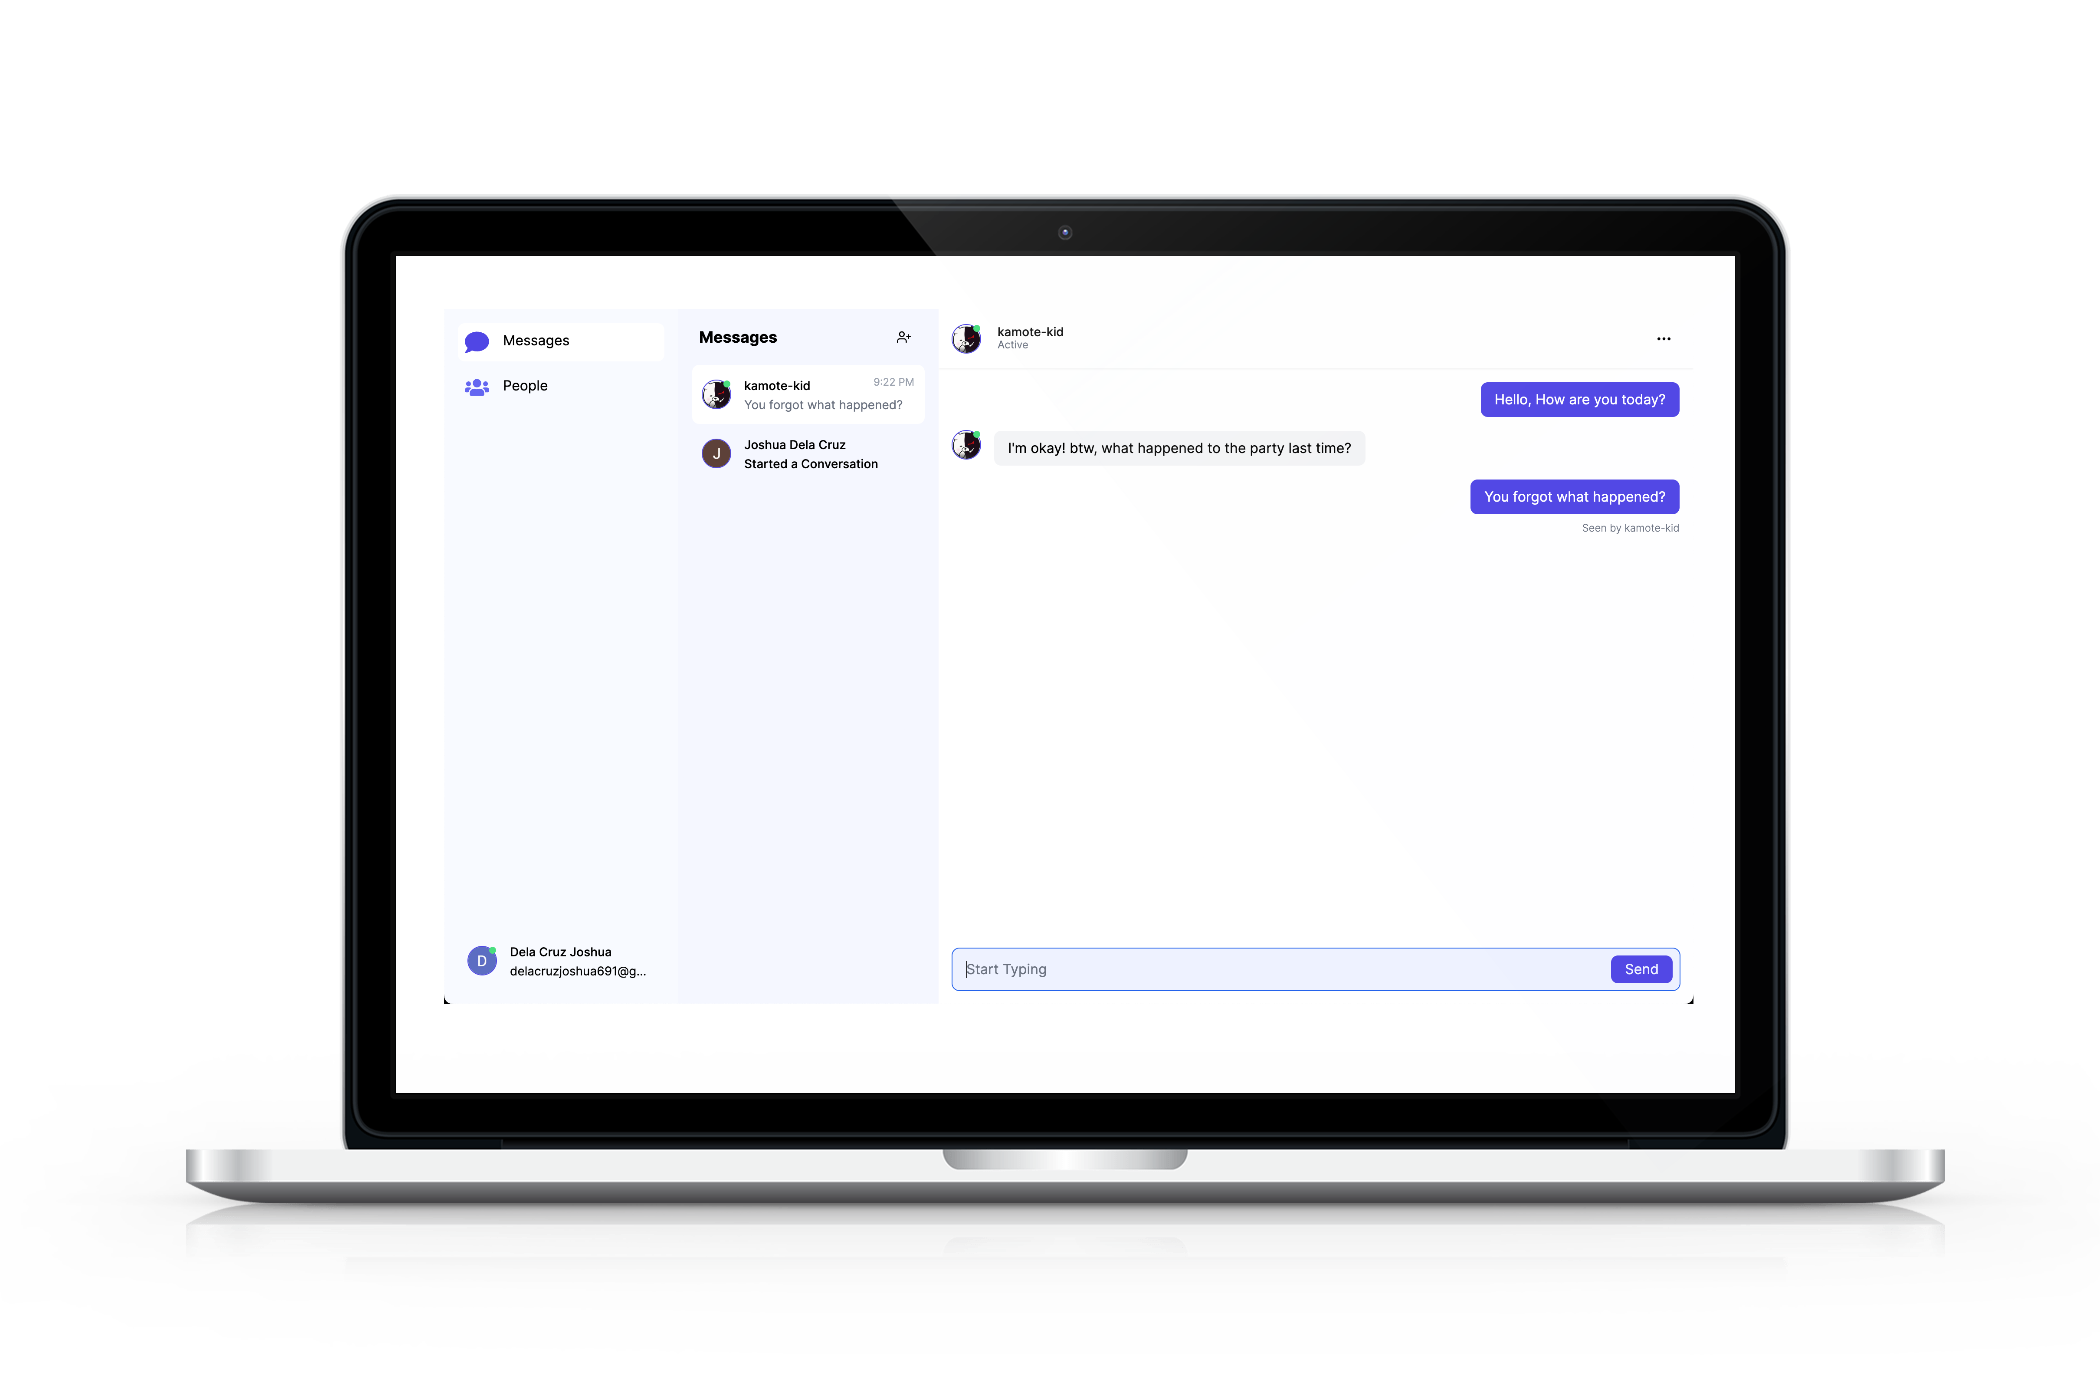 Messages
People
Dela Cruz Joshua
D
delacruzjoshua691@g...
Messages
kamote-kid
9:22 PM
You forgot what happened?
J
Joshua Dela Cruz
Started a Conversation
kamote-kid
Active
Hello, How are you today?
I'm okay! btw, what happened to the party last time?
You forgot what happened?
Seen by kamote-kid
Start Typing
Send